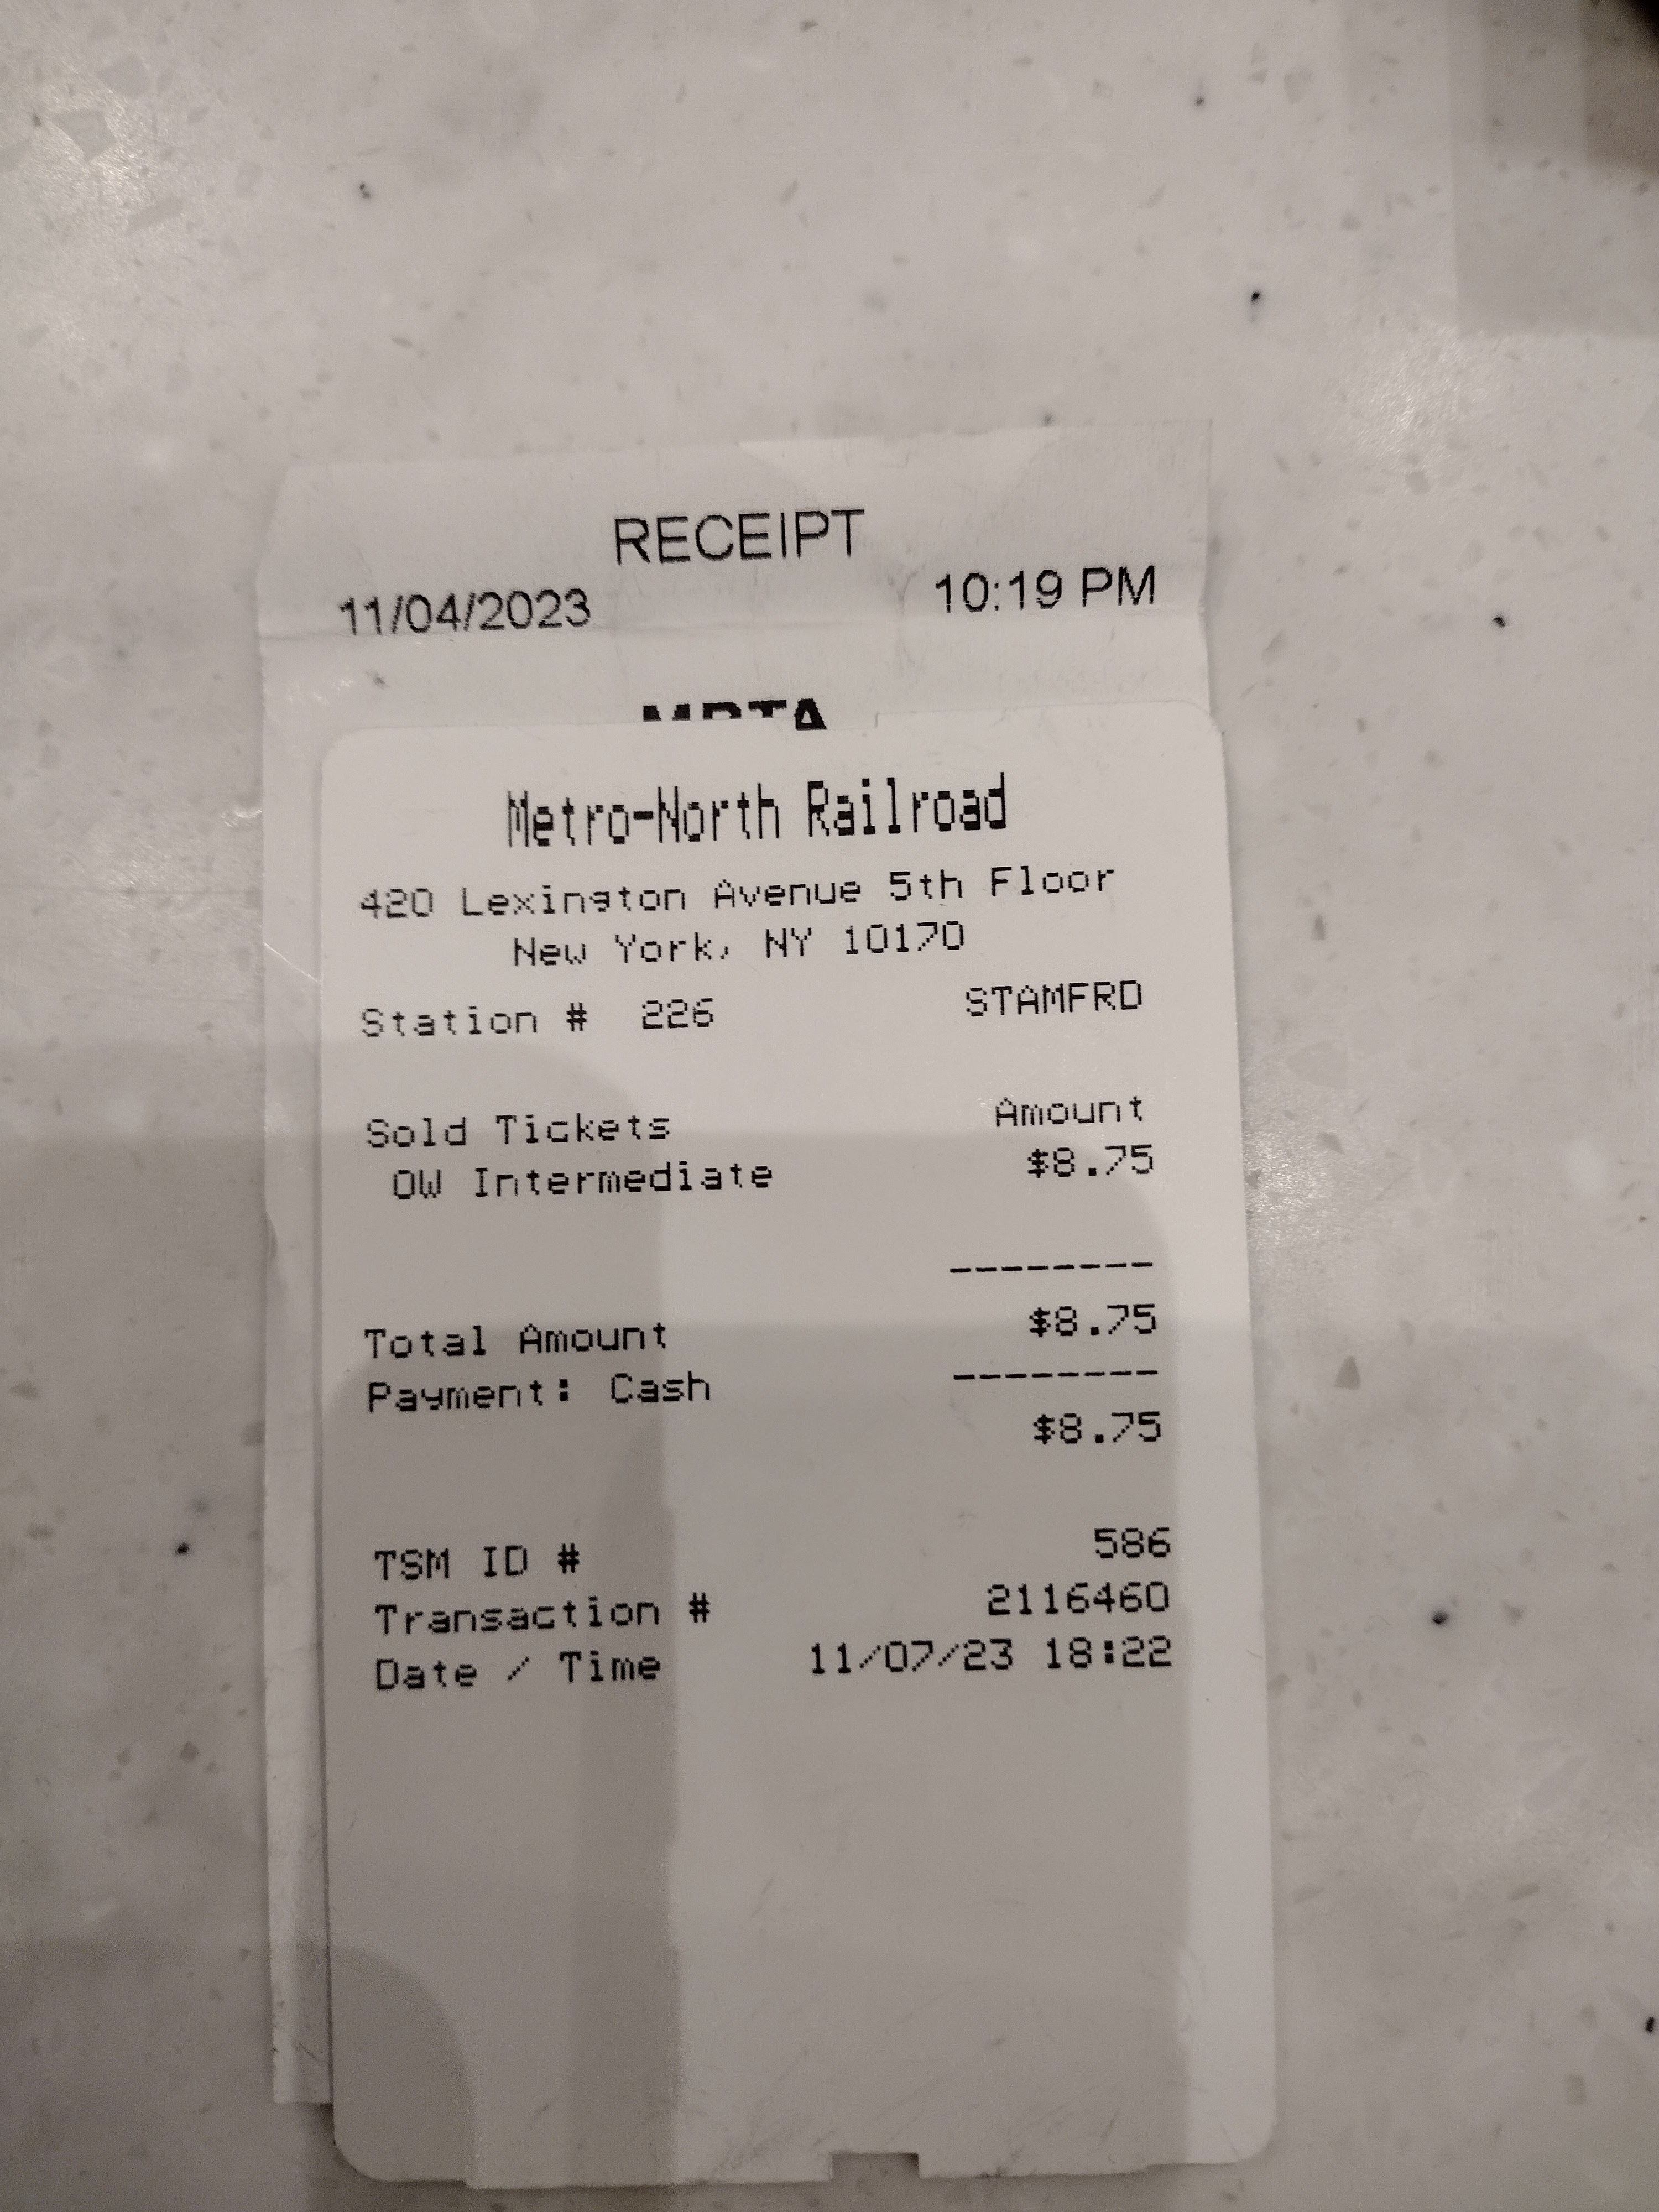 RECEIPT
11/04/2023 10:19 PM
Metro-North Railroad
420 Lexington Avenue 5th Floor
New York, NY 10170
Station # 226 STAMFRD
Sold Tickets Amount
OW Intermediate $8.75
--------
Total Amount $8.75
--------
Payment: Cash
$8.75
TSM ID # 586
Transaction # 2116460
Date / Time 11/07/23 18:22